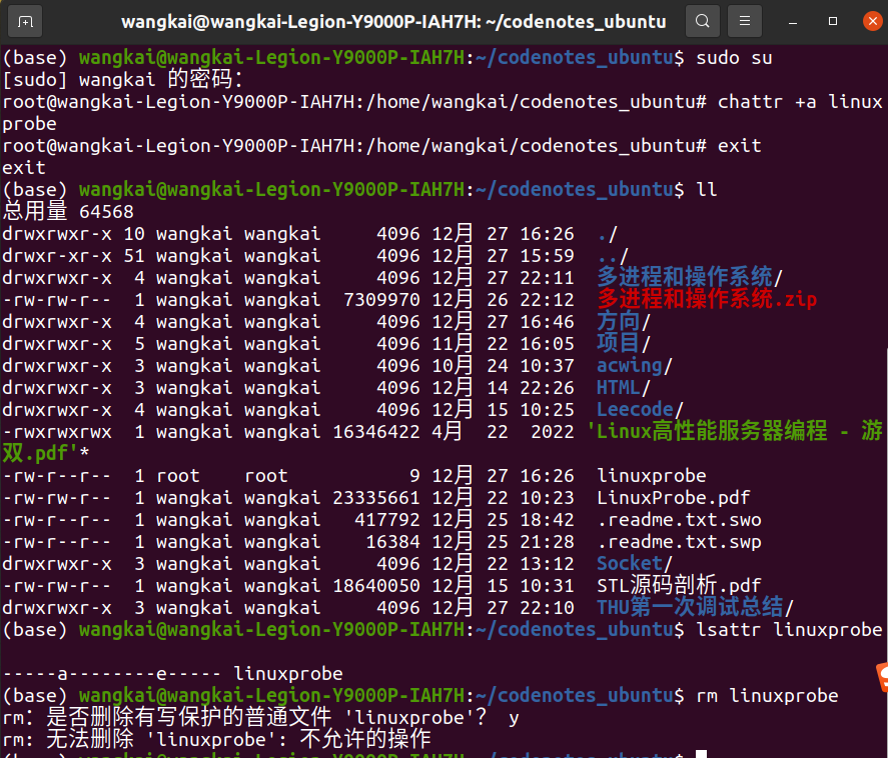 wangkai@wangkai-Legion-Y9000P-IAH7H: ~/codenotes_ubuntu
(base) wangkai@wangkai-Legion-Y9000P-IAH7H:~/codenotes_ubuntu$ sudo su
[sudo] wangkai 的密码：
root@wangkai-Legion-Y9000P-IAH7H:/home/wangkai/codenotes_ubuntu# chattr +a linux
probe
root@wangkai-Legion-Y9000P-IAH7H:/home/wangkai/codenotes_ubuntu# exit
exit
(base) wangkai@wangkai-Legion-Y9000P-IAH7H:~/codenotes_ubuntu$ ll
总用量 64568
drwxrwxr-x 10 wangkai wangkai     4096 12月 27 16:26  ./
drwxr-xr-x 51 wangkai wangkai     4096 12月 27 15:59  ../
drwxrwxr-x  4 wangkai wangkai     4096 12月 27 22:11  多进程和操作系统/
-rw-rw-r--  1 wangkai wangkai  7309970 12月 26 22:12  多进程和操作系统.zip
drwxrwxr-x  4 wangkai wangkai     4096 12月 27 16:46  方向/
drwxrwxr-x  5 wangkai wangkai     4096 11月 22 16:05  项目/
drwxrwxr-x  3 wangkai wangkai     4096 10月 24 10:37  acwing/
drwxrwxr-x  3 wangkai wangkai     4096 12月 14 22:26  HTML/
drwxrwxr-x  4 wangkai wangkai     4096 12月 15 10:25  Leecode/
-rwxrwxrwx  1 wangkai wangkai 16346422 4月  22  2022 'Linux高性能服务器编程 - 游
双.pdf'*
-rw-r--r--  1 root    root           9 12月 27 16:26  linuxprobe
-rw-rw-r--  1 wangkai wangkai 23335661 12月 22 10:23  LinuxProbe.pdf
-rw-r--r--  1 wangkai wangkai   417792 12月 25 18:42  .readme.txt.swo
-rw-r--r--  1 wangkai wangkai    16384 12月 25 21:28  .readme.txt.swp
drwxrwxr-x  3 wangkai wangkai     4096 12月 22 13:12  Socket/
-rw-rw-r--  1 wangkai wangkai 18640050 12月 15 10:31  STL源码剖析.pdf
drwxrwxr-x  3 wangkai wangkai     4096 12月 27 22:10  THU第一次调试总结/
(base) wangkai@wangkai-Legion-Y9000P-IAH7H:~/codenotes_ubuntu$ lsattr linuxprobe
-----a--------e----- linuxprobe
(base) wangkai@wangkai-Legion-Y9000P-IAH7H:~/codenotes_ubuntu$ rm linuxprobe
rm：是否删除有写保护的普通文件 'linuxprobe'？ y
rm: 无法删除 'linuxprobe': 不允许的操作
(base) wangkai@wangkai-Legion-Y9000P-IAH7H:~/codenotes_ubuntu$